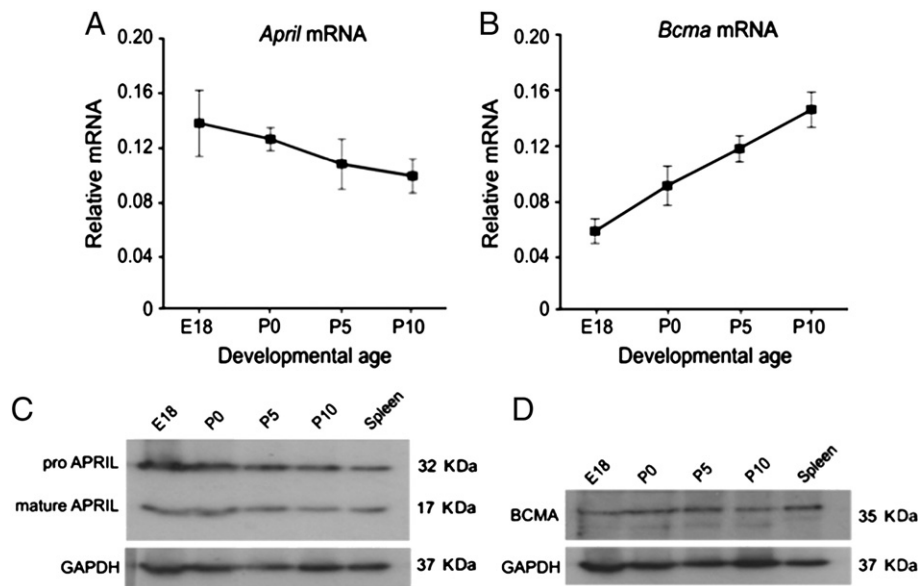 A
April mRNA
0.20
0.16
0.12
0.08
0.04
0
Relative mRNA
E18 P0 P5 P10
Developmental age
B
Bcma mRNA
0.20
0.16
0.12
0.08
0.04
0
Relative mRNA
E18 P0 P5 P10
Developmental age
C
E18 P0 P5 P10 Spleen
pro APRIL 32 KDa
mature APRIL 17 KDa
GAPDH 37 KDa
D
E18 P0 P5 P10 Spleen
BCMA 35 KDa
GAPDH 37 KDa